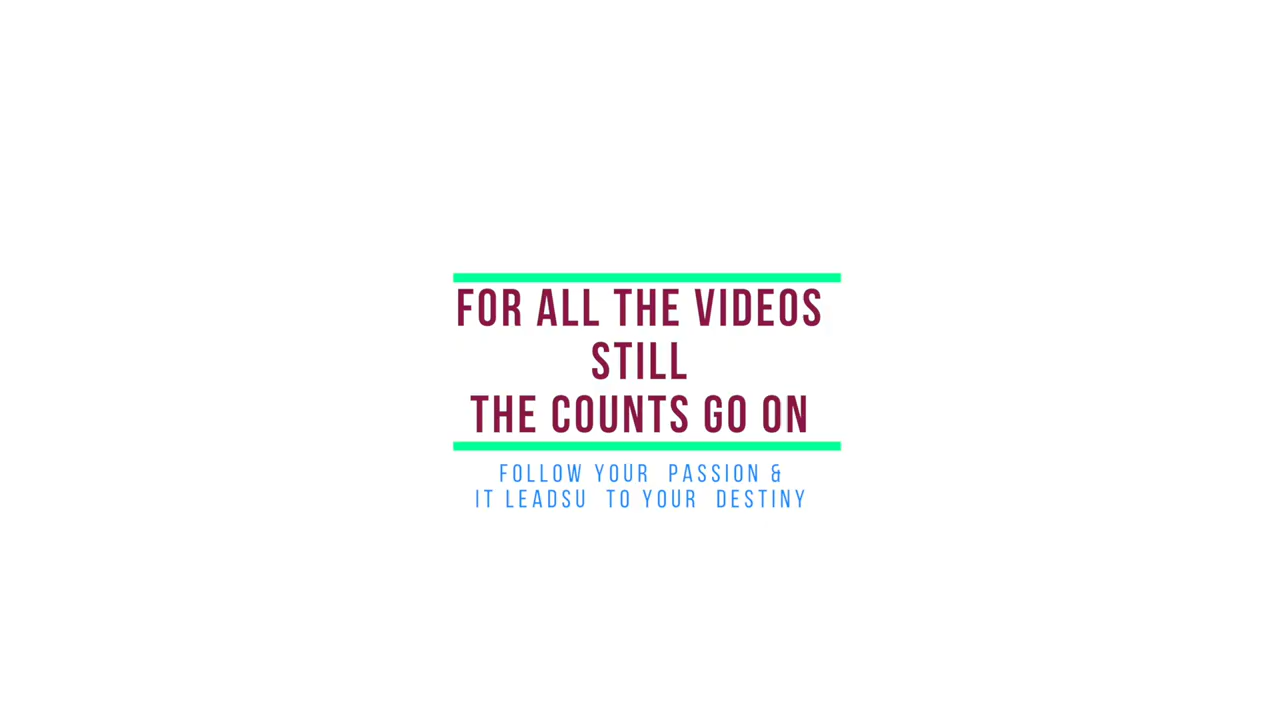 FOR ALL THE VIDEOS
STILL
THE COUNTS GO ON
FOLLOW YOUR PASSION &
IT LEADSU TO YOUR DESTINY